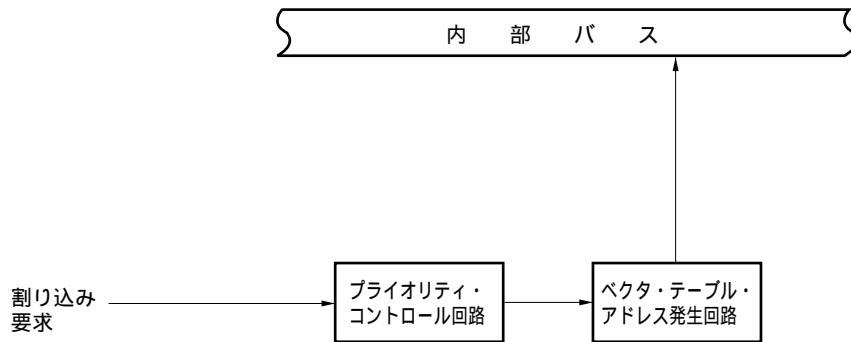 内 部 バ ス
割り込み
要求
プライオリティ・
コントロール回路
ベクタ・テーブル・
アドレス発生回路